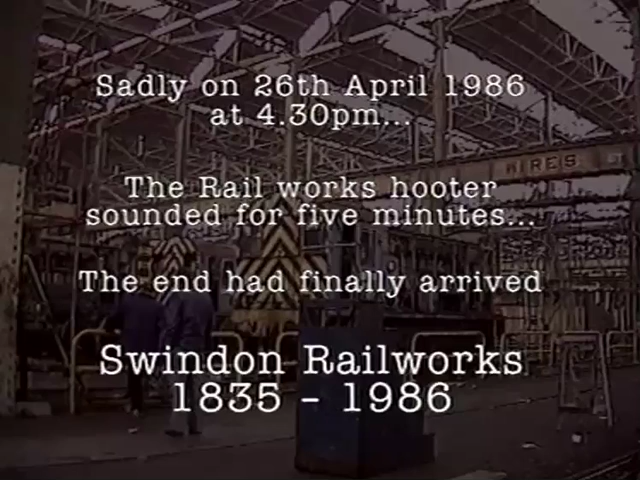 Sadly on 26th April 1986
at 4.30pm...
The Rail works hooter
sounded for five minutes...
The end had finally arrived
Swindon Railworks
1835 - 1986
WIRES